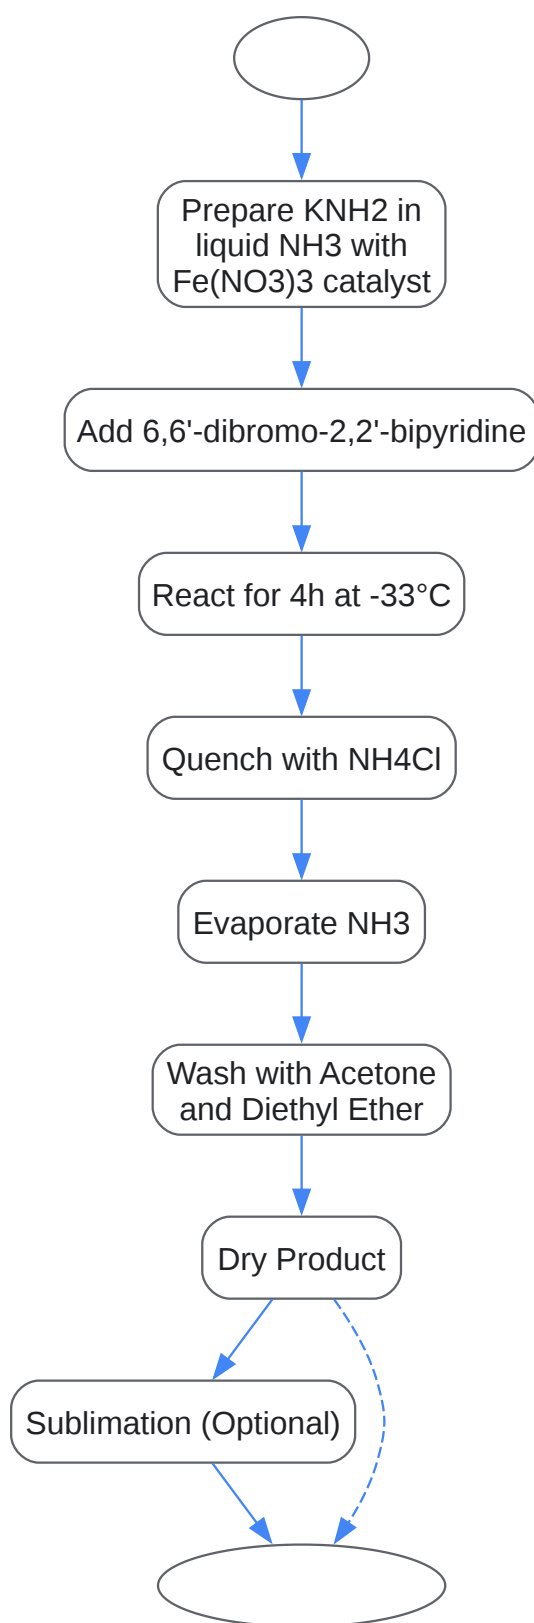 Prepare KNH2 in
liquid NH3 with
Fe(NO3)3 catalyst
Add 6,6'-dibromo-2,2'-bipyridine
React for 4h at -33°C
Quench with NH4Cl
Evaporate NH3
Wash with Acetone
and Diethyl Ether
Dry Product
Sublimation (Optional)